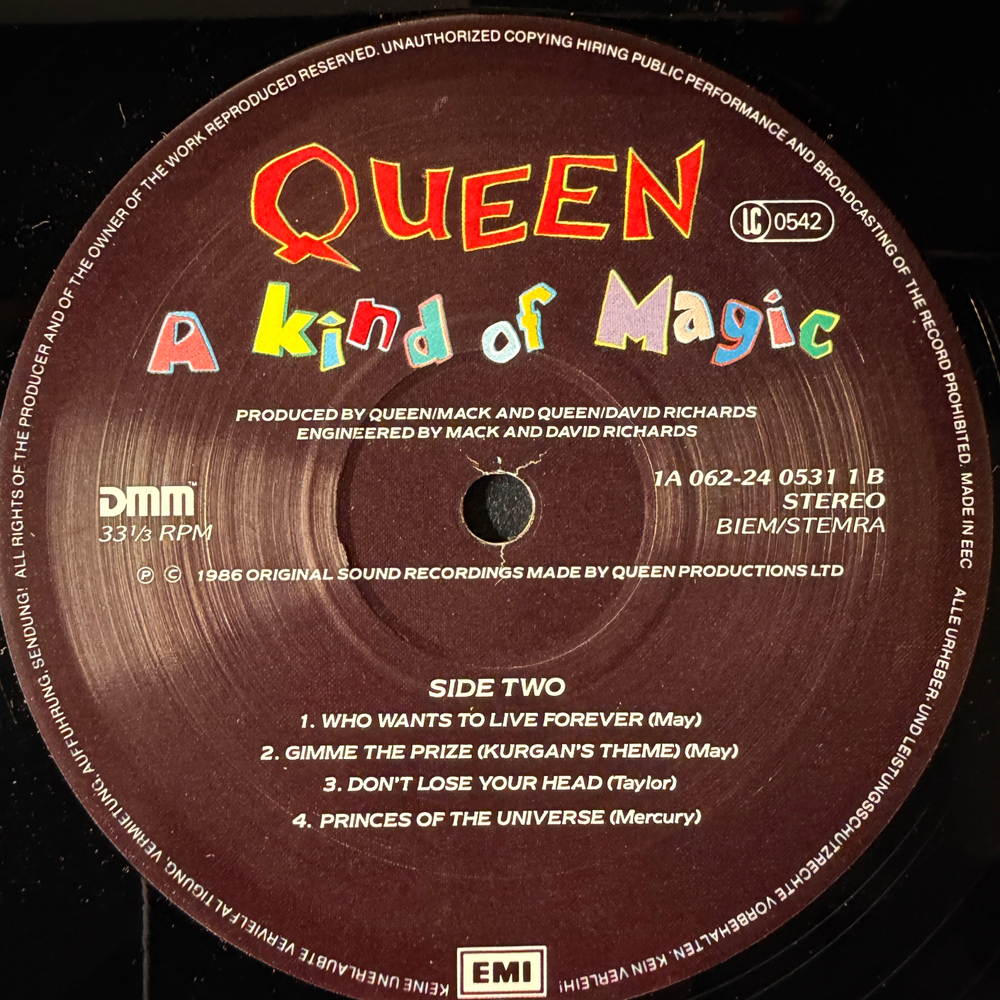 ALL RIGHTS OF THE PRODUCER AND OF THE OWNER OF THE WORK REPRODUCED RESERVED. UNAUTHORIZED COPYING HIRING PUBLIC PERFORMANCE AND BROADCASTING OF THE RECORD PROHIBITED. MADE IN EEC
QUEEN
LC 0542
A Kind of Magic
PRODUCED BY QUEEN/MACK AND QUEEN/DAVID RICHARDS
ENGINEERED BY MACK AND DAVID RICHARDS
DMM™
33⅓ RPM
1A 062-24 0531 1 B
STEREO
BIEM/STEMRA
℗ © 1986 ORIGINAL SOUND RECORDINGS MADE BY QUEEN PRODUCTIONS LTD
SIDE TWO
1. WHO WANTS TO LIVE FOREVER (May)
2. GIMME THE PRIZE (KURGAN'S THEME) (May)
3. DON'T LOSE YOUR HEAD (Taylor)
4. PRINCES OF THE UNIVERSE (Mercury)
ALLE URHEBER- UND LEISTUNGSSCHUTZRECHTE VORBEHALTEN. KEIN VERLEIH!
KEINE UNERLAUBTE VERVIELFALTIGUNG, VERMIETUNG, AUFFUHRUNG, SENDUNG!
EMI